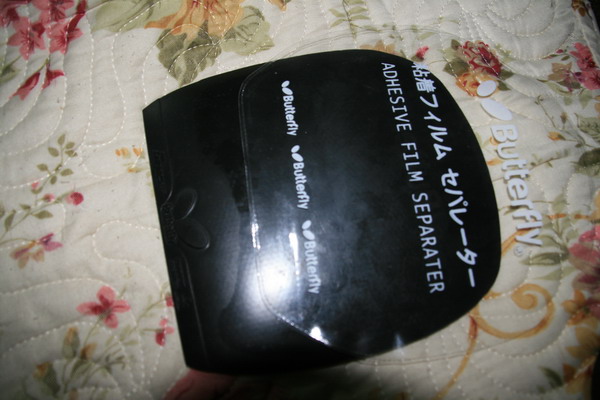 Butterfly
粘着フィルム セパレーター
ADHESIVE FILM SEPARATER
Butterfly
Butterfly
Butterfly